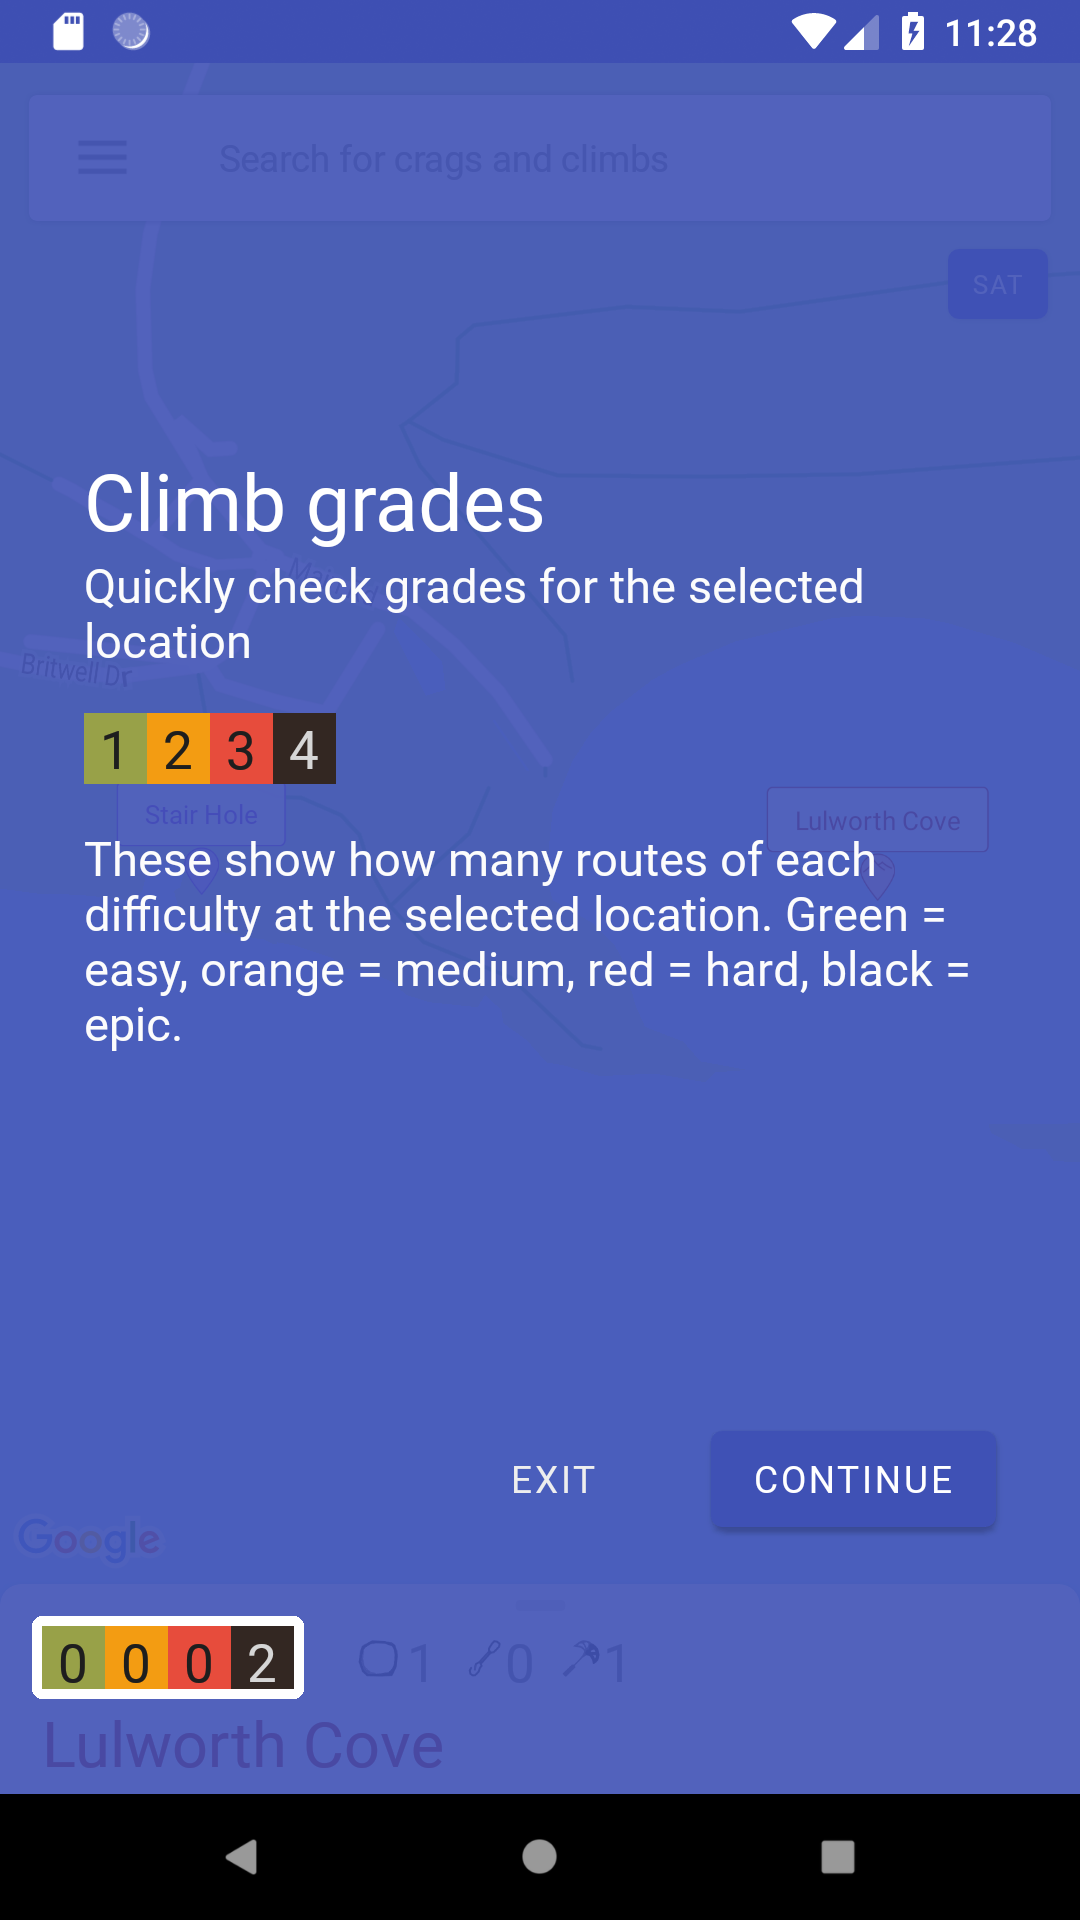 11:28
Search for crags and climbs
SAT
Climb grades
Quickly check grades for the selected
location
Main
Britwell Dr
1 2 3 4
Stair Hole
Lulworth Cove
These show how many routes of each
difficulty at the selected location. Green =
easy, orange = medium, red = hard, black =
epic.
EXIT
CONTINUE
Google
0 0 0 2
1 0 1
Lulworth Cove